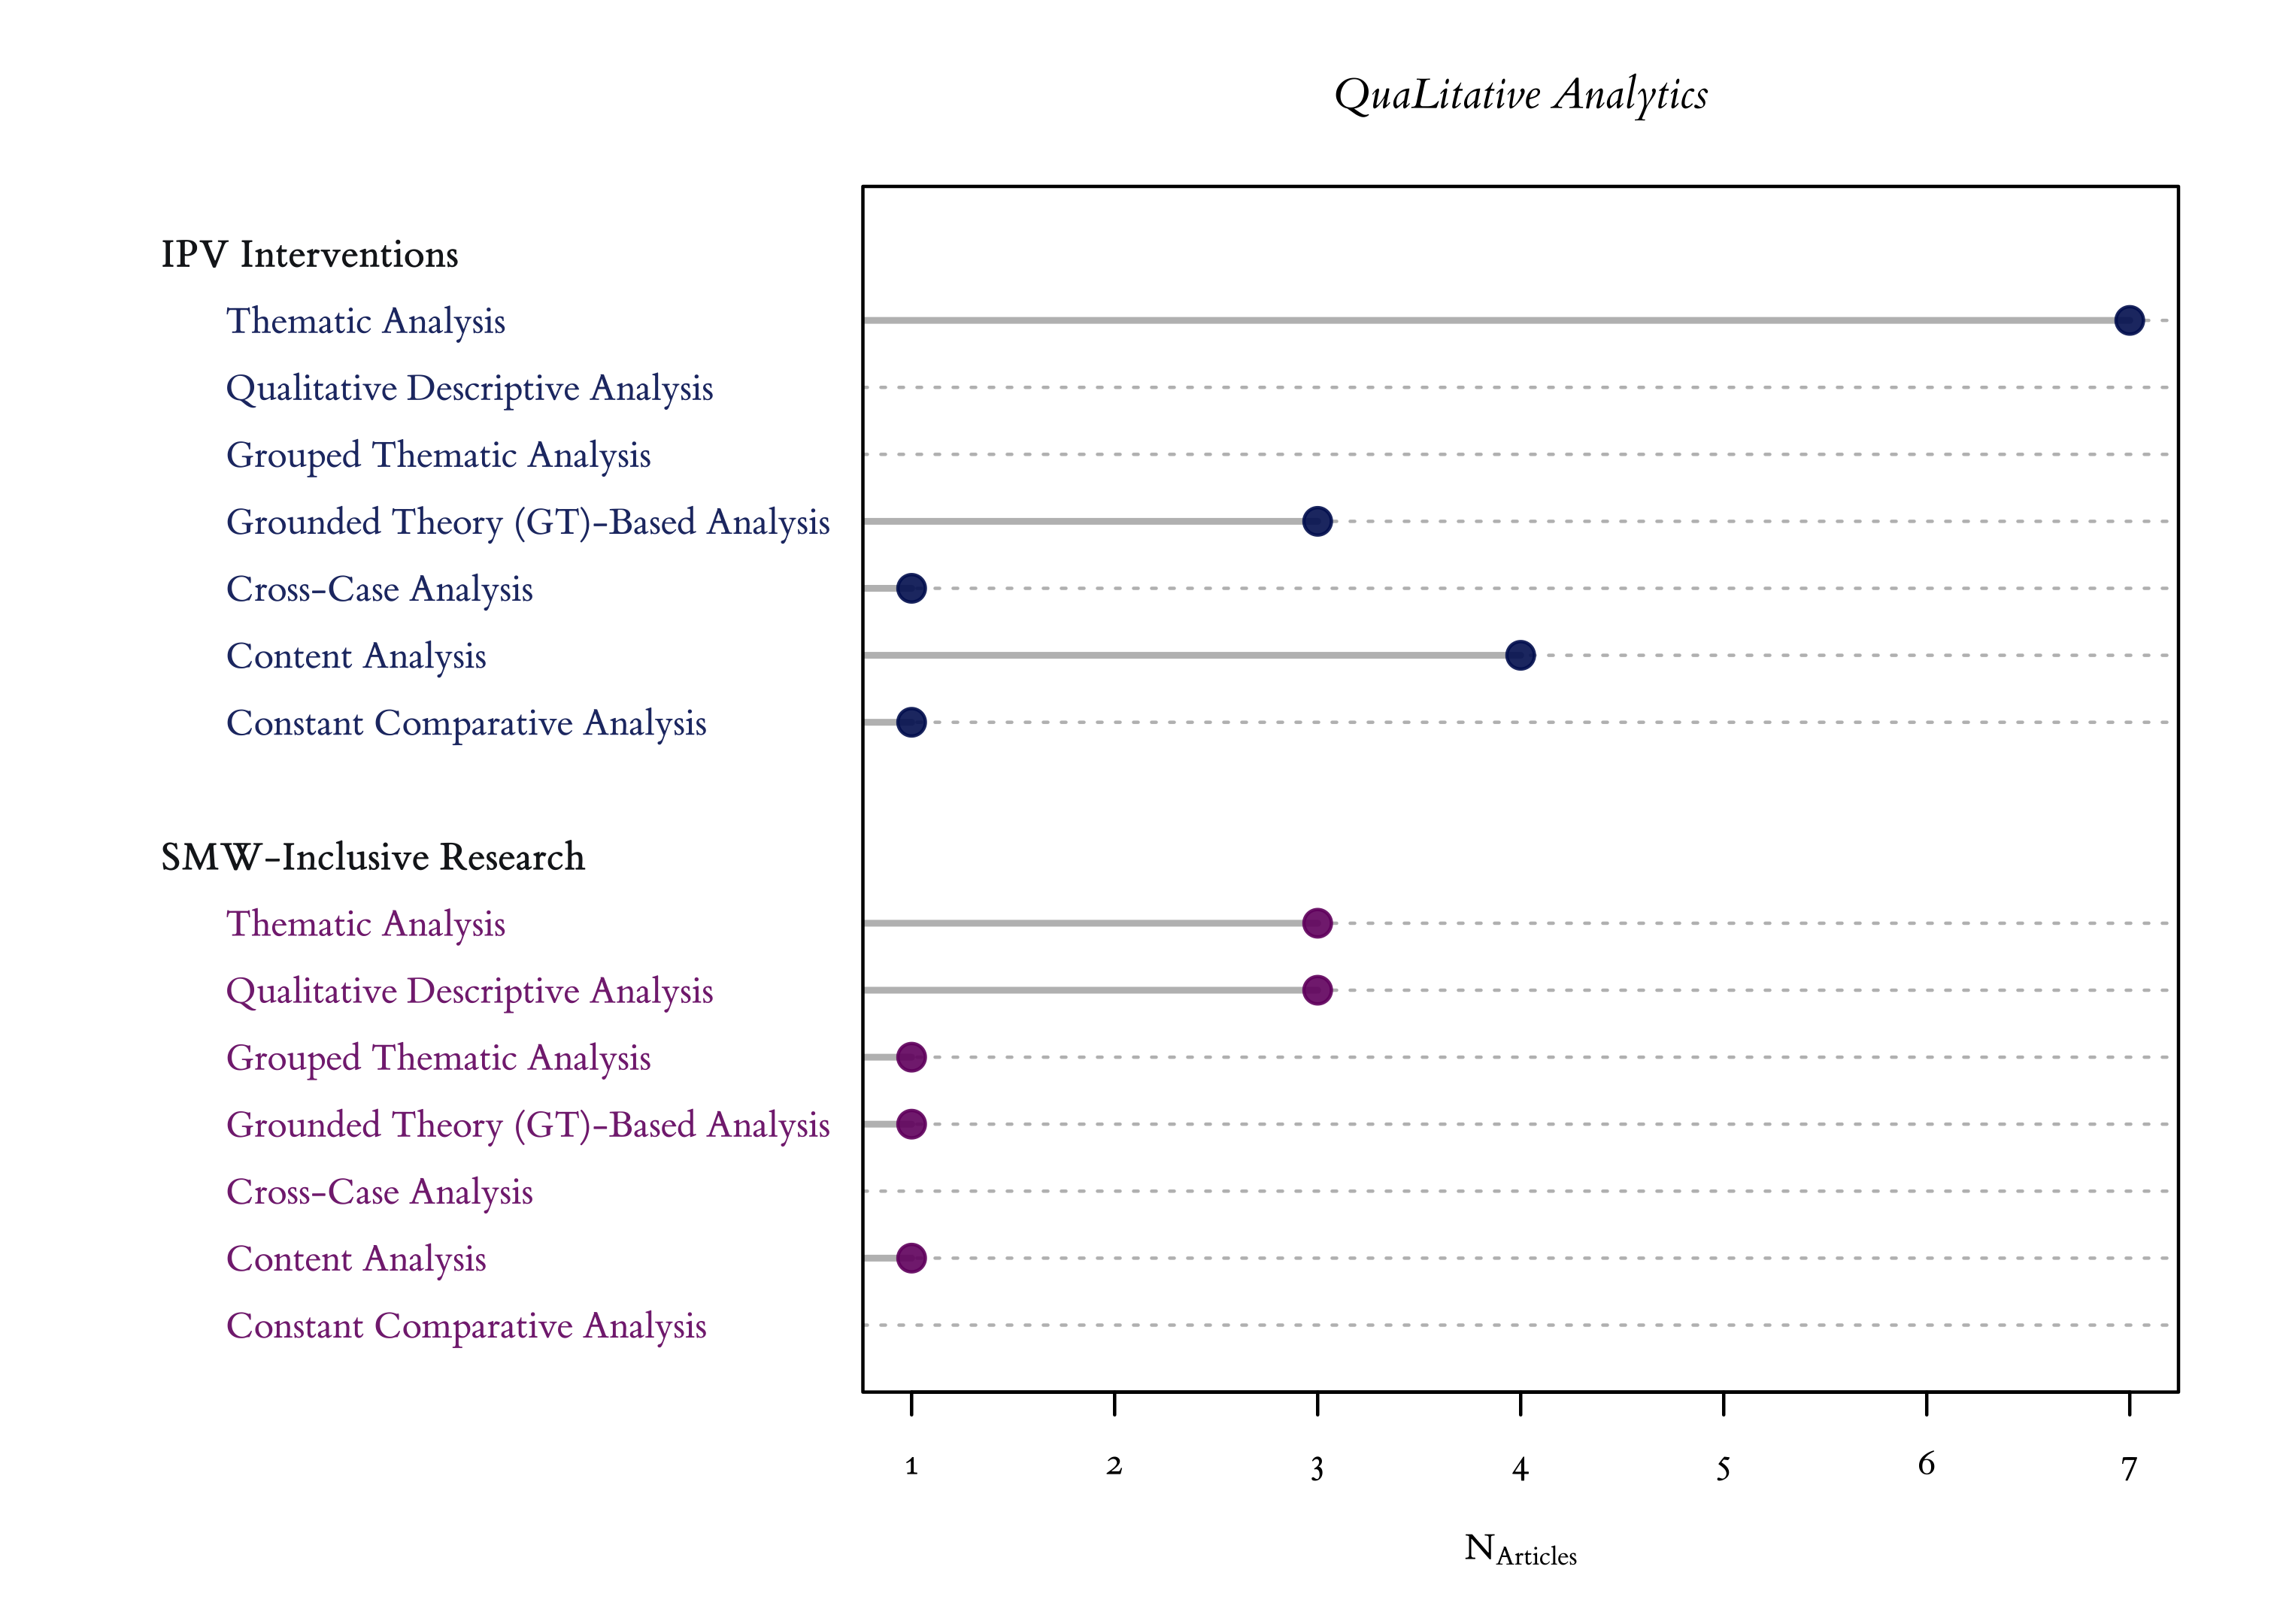 QuaLitative Analytics
IPV Interventions
Thematic Analysis
Qualitative Descriptive Analysis
Grouped Thematic Analysis
Grounded Theory (GT)-Based Analysis
Cross-Case Analysis
Content Analysis
Constant Comparative Analysis
SMW-Inclusive Research
Thematic Analysis
Qualitative Descriptive Analysis
Grouped Thematic Analysis
Grounded Theory (GT)-Based Analysis
Cross-Case Analysis
Content Analysis
Constant Comparative Analysis
1 2 3 4 5 6 7
N Articles